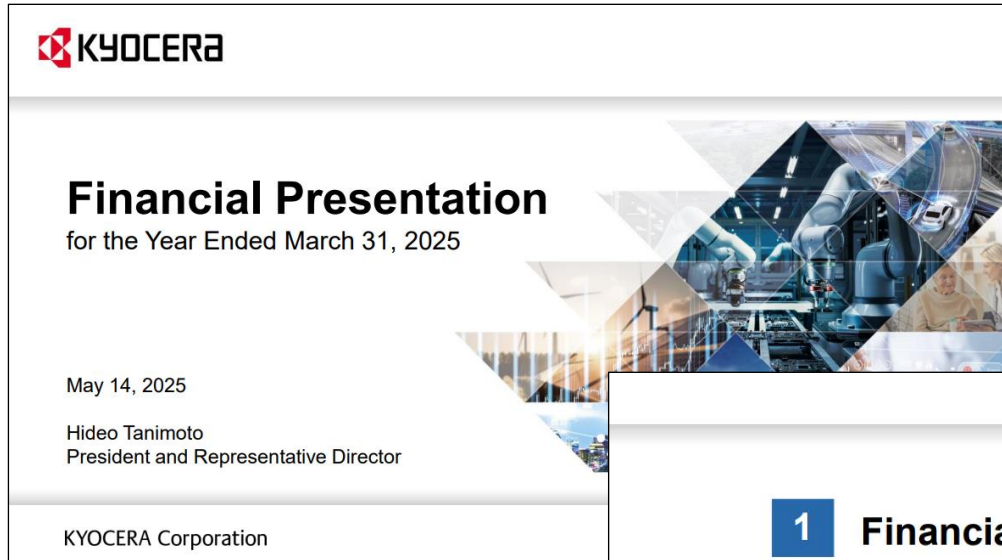 KYOCERA
Financial Presentation
for the Year Ended March 31, 2025
May 14, 2025
Hideo Tanimoto
President and Representative Director
KYOCERA Corporation
1